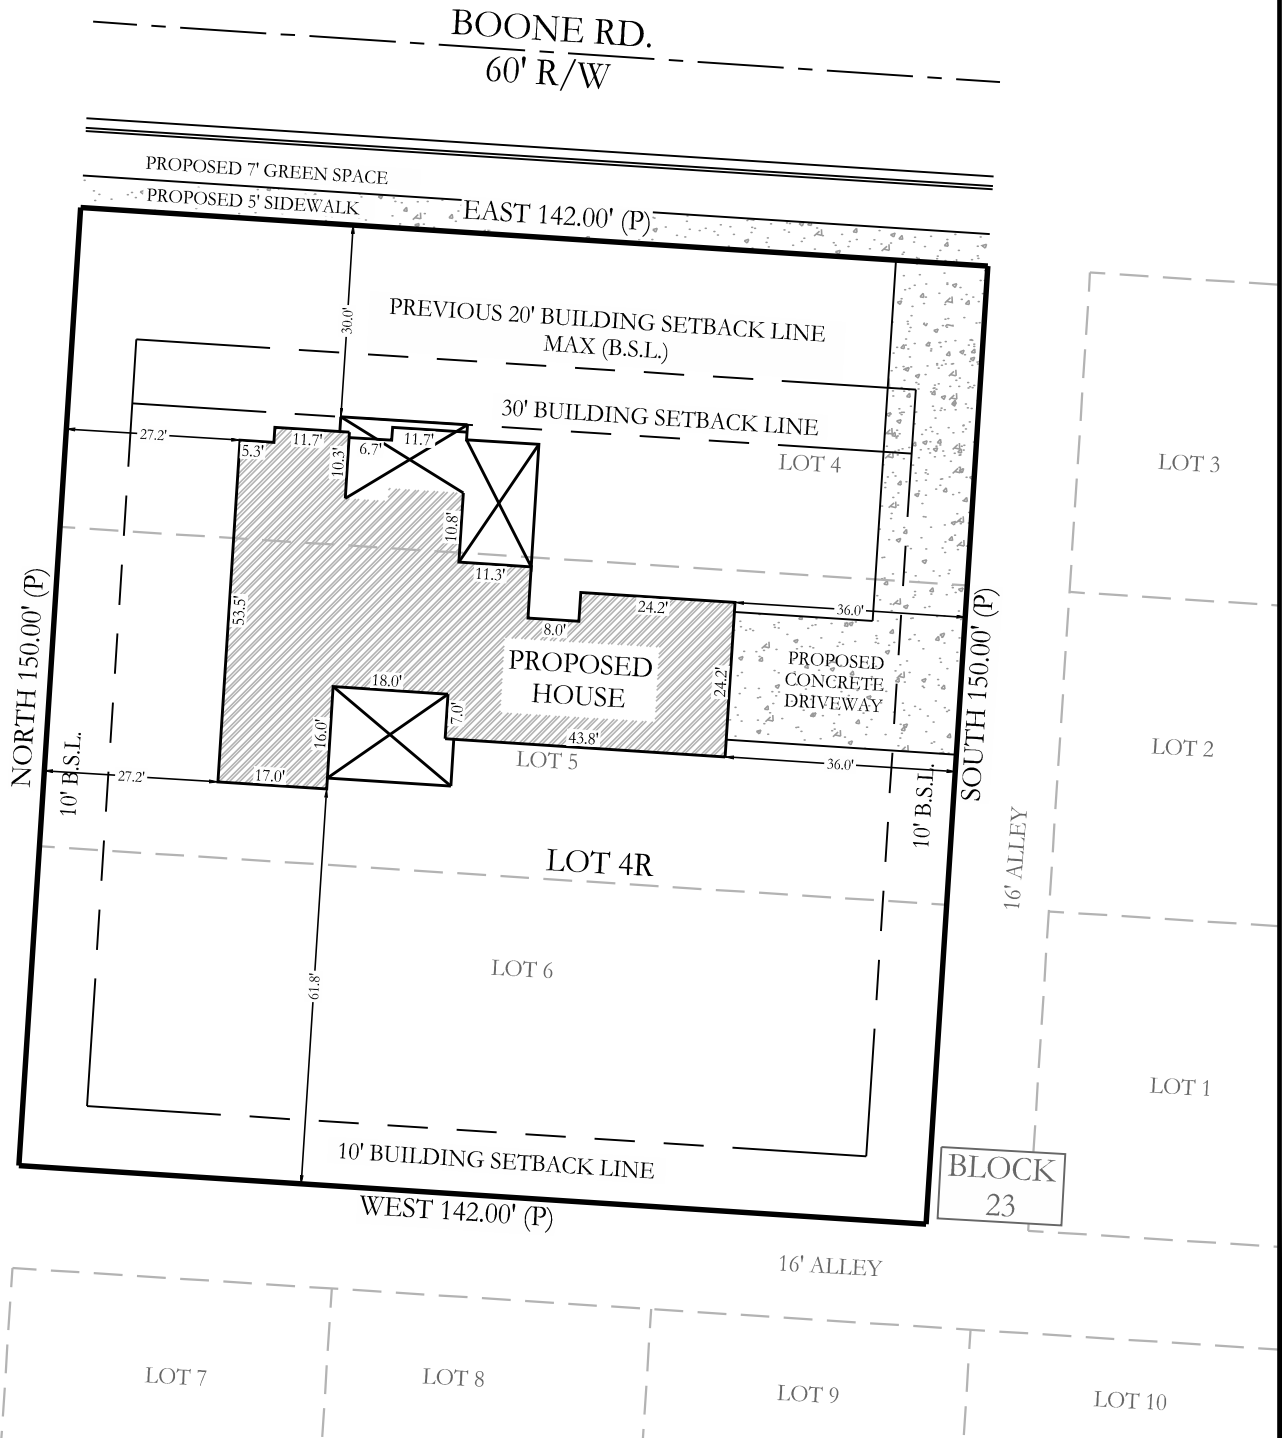 BOONE RD.
60' R/W
PROPOSED 7' GREEN SPACE
PROPOSED 5' SIDEWALK
EAST 142.00' (P)
30.0'
PREVIOUS 20' BUILDING SETBACK LINE
MAX (B.S.L.)
30' BUILDING SETBACK LINE
LOT 4
LOT 3
27.2'
5.3'
11.7'
10.3'
6.7'
11.7'
10.8'
11.3'
53.5'
8.0'
24.2'
36.0'
NORTH 150.00' (P)
SOUTH 150.00' (P)
PROPOSED
HOUSE
24.2'
PROPOSED
CONCRETE
DRIVEWAY
18.0'
16.0'
7.0'
43.8'
LOT 5
36.0'
LOT 2
27.2'
17.0'
10' B.S.L.
10' B.S.L.
16' ALLEY
LOT 4R
61.8'
LOT 6
LOT 1
10' BUILDING SETBACK LINE
BLOCK
23
WEST 142.00' (P)
16' ALLEY
LOT 7
LOT 8
LOT 9
LOT 10